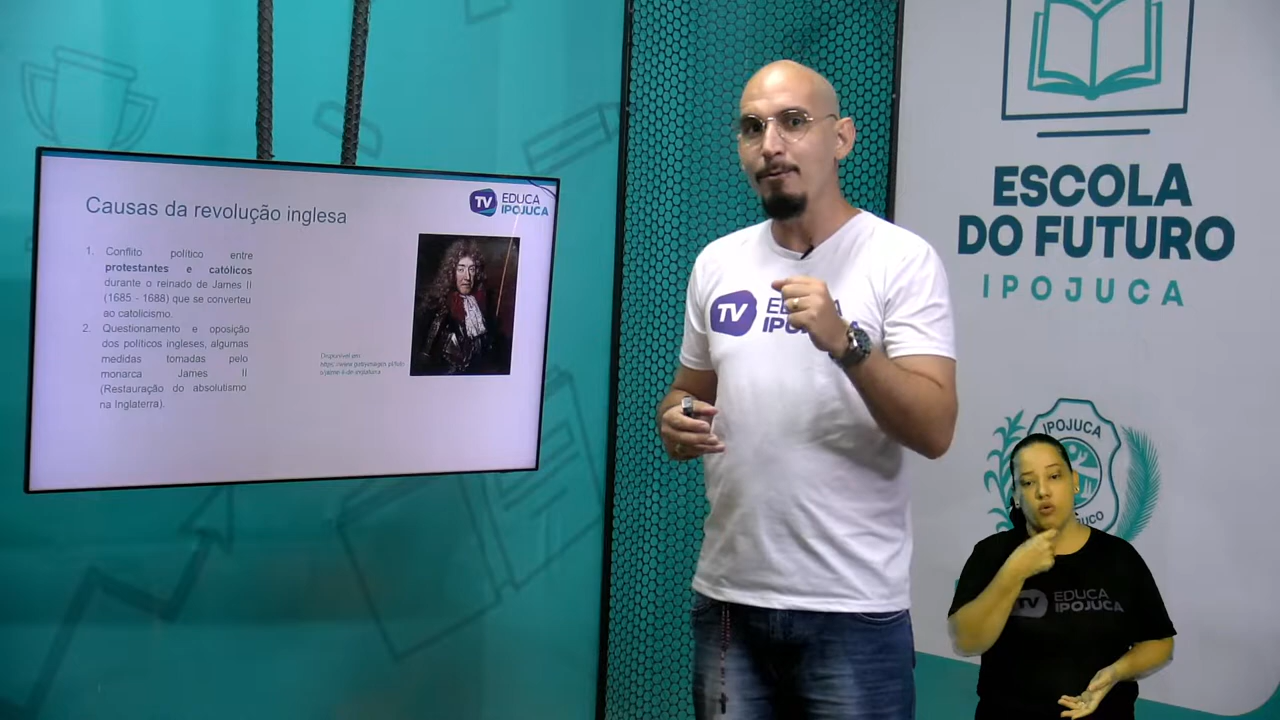 Causas da revolução inglesa
TV EDUCA
IPOJUCA
1. Conflito político entre
protestantes e católicos
durante o reinado de James II
(1685 - 1688) que se converteu
ao catolicismo.
2. Questionamento e oposição
dos políticos ingleses, algumas
medidas tomadas pelo
monarca James II
(Restauração do absolutismo
na Inglaterra).
Disponível em:
TV
ESCOLA
DO FUTURO
IPOJUCA
IPOJUCA
TV EDUCA
IPOJUCA